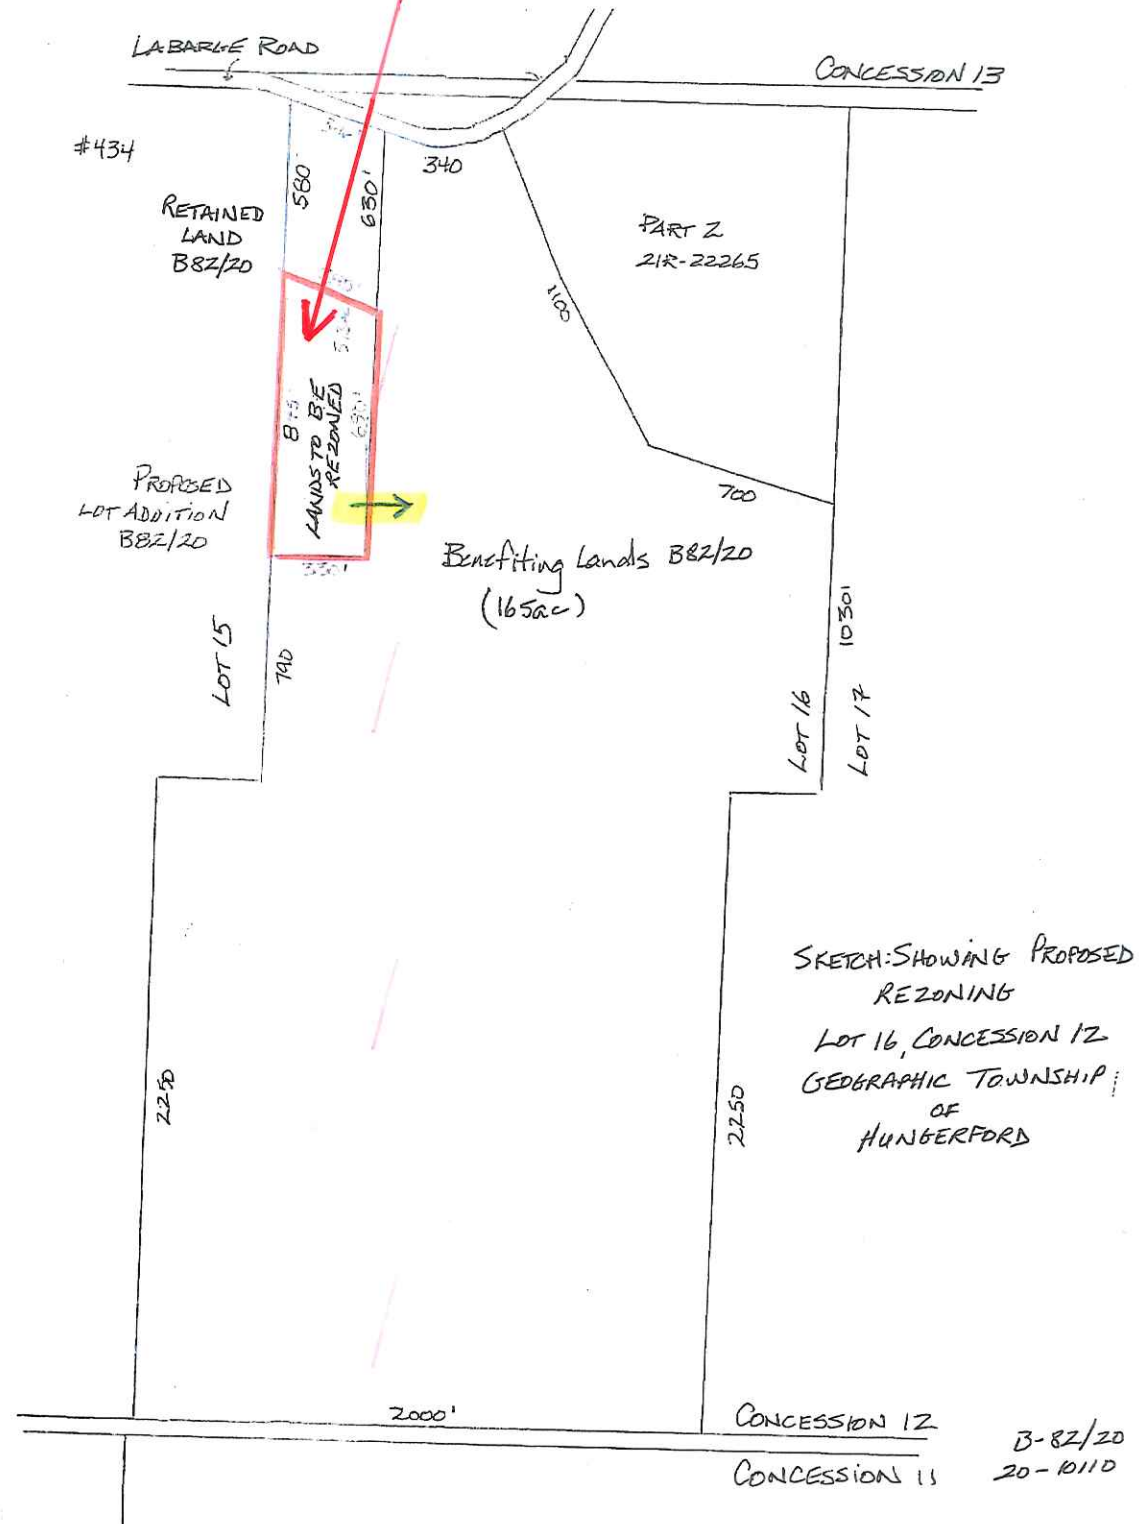 LABARGE ROAD
CONCESSION 13
#434
580'
630'
340
RETAINED
LAND
B82/20
PART 2
21R-22265
1100
LANDS TO BE
REZONED
700
PROPOSED
LOT ADDITION
B82/20
330'
Benefiting Lands B82/20
(165ac)
LOT 15
790
1030'
LOT 16
LOT 17
SKETCH: SHOWING PROPOSED
REZONING
LOT 16, CONCESSION 12
GEOGRAPHIC TOWNSHIP
OF
HUNGERFORD
2250
2250
2000'
CONCESSION 12
CONCESSION 11
B-82/20
20-10110